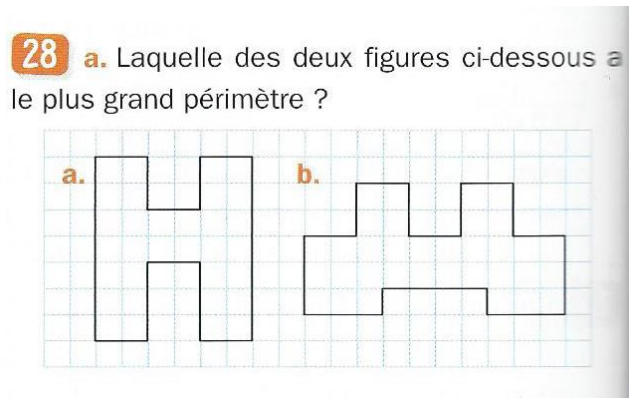 28 a. Laquelle des deux figures ci-dessous a
le plus grand périmètre ?
a. b.